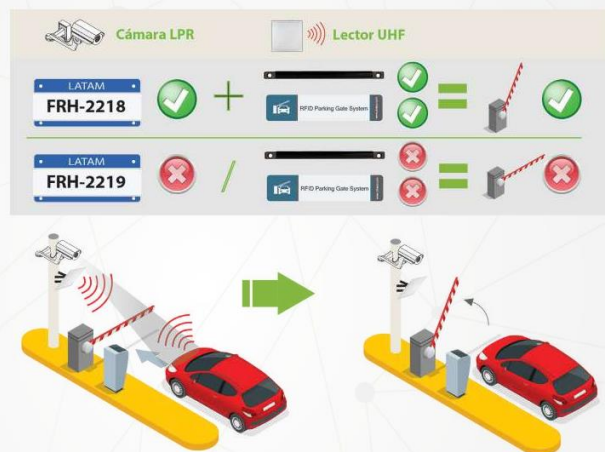 Cámara LPR
Lector UHF
LATAM
FRH-2218
RFID Parking Gate System
LATAM
FRH-2219
RFID Parking Gate System